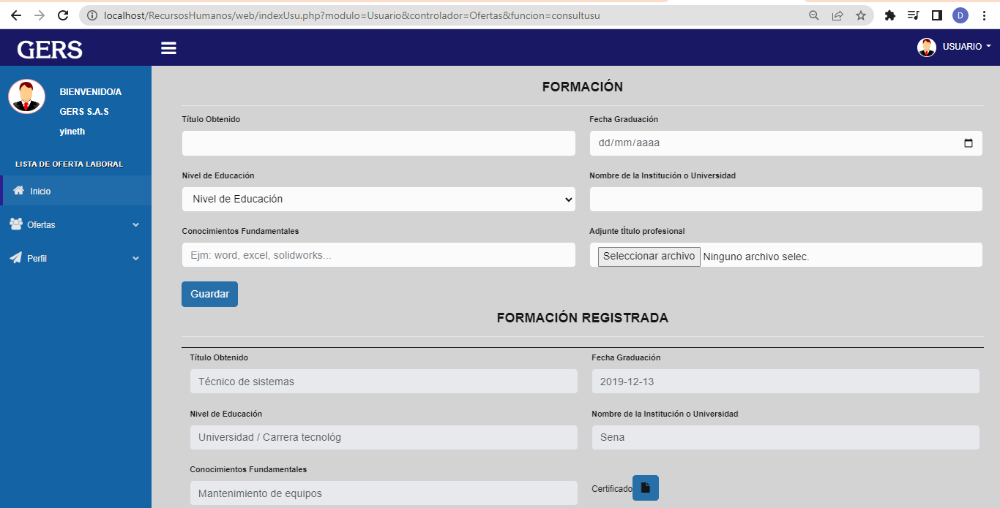 localhost/RecursosHumanos/web/indexUsu.php?modulo=Usuario&controlador=Ofertas&funcion=consultusu
D
GERS
USUARIO
BIENVENIDO/A
GERS S.A.S
yineth
LISTA DE OFERTA LABORAL
Inicio
Ofertas
Perfil
FORMACIÓN
Título Obtenido
Fecha Graduación
dd/mm/aaaa
Nivel de Educación
Nombre de la Institución o Universidad
Nivel de Educación
Conocimientos Fundamentales
Adjunte título profesional
Ejm: word, excel, solidworks...
Seleccionar archivo Ninguno archivo selec.
Guardar
FORMACIÓN REGISTRADA
Título Obtenido
Fecha Graduación
Técnico de sistemas
2019-12-13
Nivel de Educación
Nombre de la Institución o Universidad
Universidad / Carrera tecnológ
Sena
Conocimientos Fundamentales
Mantenimiento de equipos
Certificado